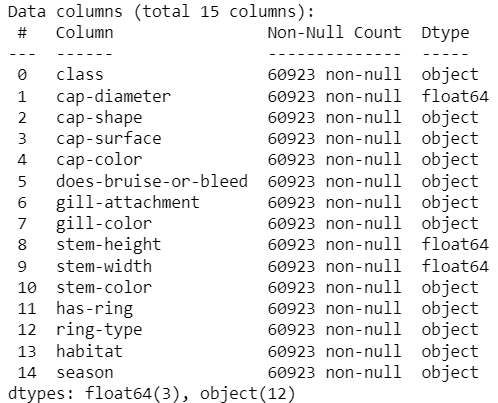 Data columns (total 15 columns):
 #   Column                Non-Null Count  Dtype
---  ------                --------------  -----
 0   class                 60923 non-null  object
 1   cap-diameter          60923 non-null  float64
 2   cap-shape             60923 non-null  object
 3   cap-surface           60923 non-null  object
 4   cap-color             60923 non-null  object
 5   does-bruise-or-bleed  60923 non-null  object
 6   gill-attachment       60923 non-null  object
 7   gill-color            60923 non-null  object
 8   stem-height           60923 non-null  float64
 9   stem-width            60923 non-null  float64
 10  stem-color            60923 non-null  object
 11  has-ring              60923 non-null  object
 12  ring-type             60923 non-null  object
 13  habitat               60923 non-null  object
 14  season                60923 non-null  object
dtypes: float64(3), object(12)